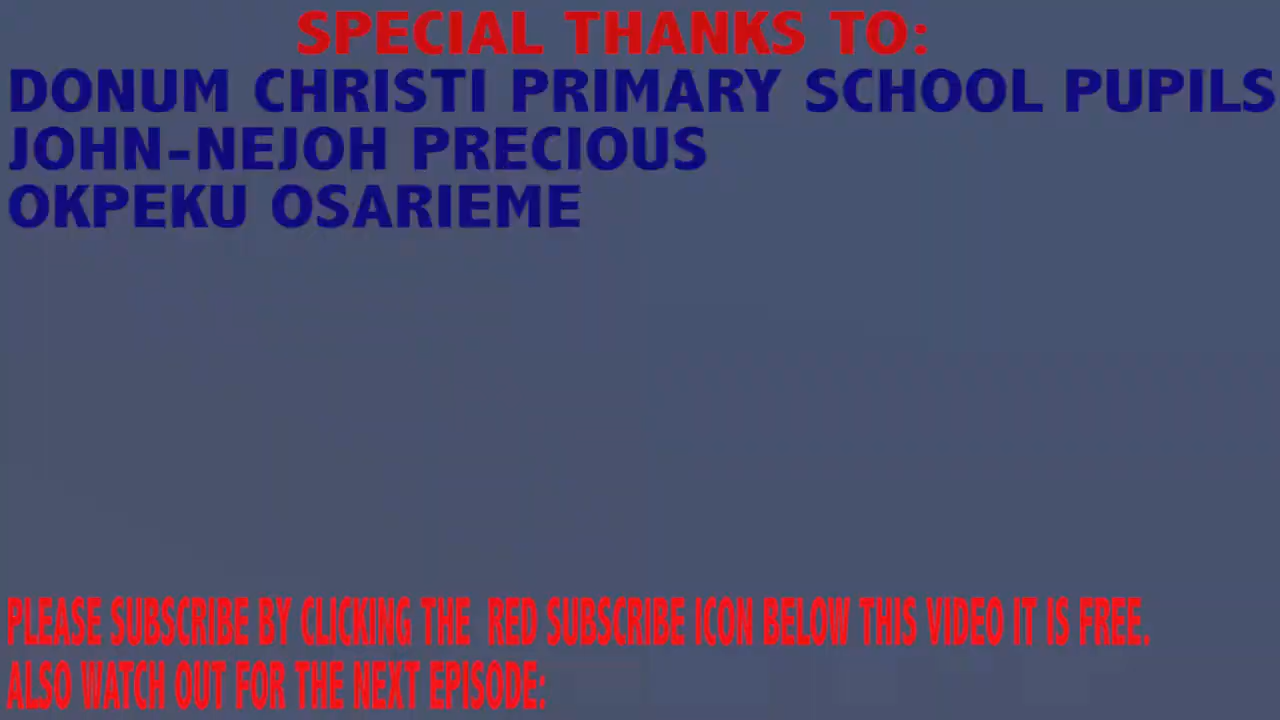 SPECIAL THANKS TO:
DONUM CHRISTI PRIMARY SCHOOL PUPILS
JOHN-NEJOH PRECIOUS
OKPEKU OSARIEME
PLEASE SUBSCRIBE BY CLICKING THE RED SUBSCRIBE ICON BELOW THIS VIDEO IT IS FREE.
ALSO WATCH OUT FOR THE NEXT EPISODE: